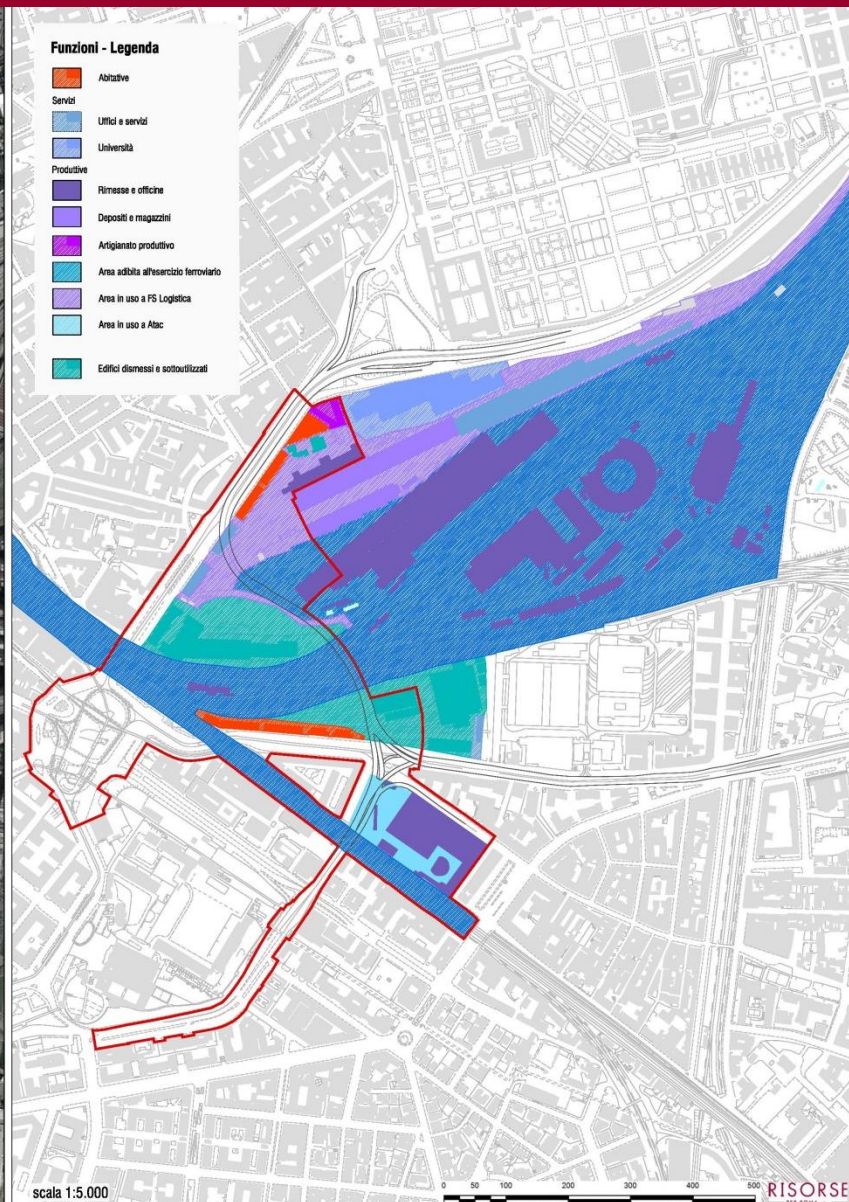 Funzioni - Legenda
Abitative
Servizi
Uffici e servizi
Università
Produttive
Rimesse e officine
Depositi e magazzini
Artigianato produttivo
Area adibita all'esercizio ferroviario
Area in uso a FS Logistica
Area in uso a Atac
Edifici dismessi e sottoutilizzati
scala 1:5.000
0 50 100 200 300 400 500
RISORSE
PER ROMA